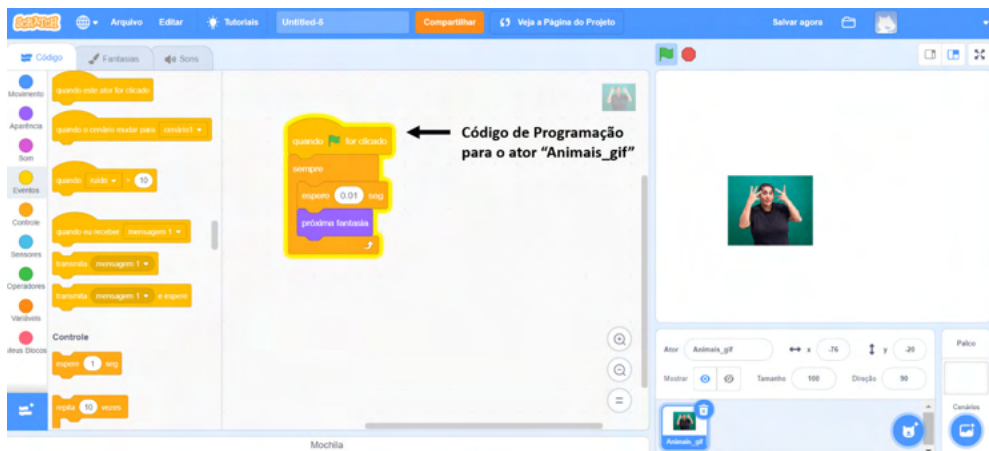 SCRATCH
Arquivo Editar Tutoriais Untitled-5 Compartilhar Veja a Página do Projeto Salvar agora
Código Fantasias Sons
Movimento
Aparência
Som
Eventos
Controle
Sensores
Operadores
Variáveis
Meus Blocos
quando este ator for clicado
quando o cenário mudar para cenário1
quando ruído > 10
quando eu receber mensagem 1
transmita mensagem 1
transmita mensagem 1 e espere
Controle
espere 1 seg
repita 10 vezes
quando for clicado
sempre
espere 0.01 seg
próxima fantasia
Código de Programação
para o ator “Animais_gif”
Mochila
Ator Animais_gif x -76 y -20
Mostrar Tamanho 100 Direção 90
Animais_gif
Palco
Cenários